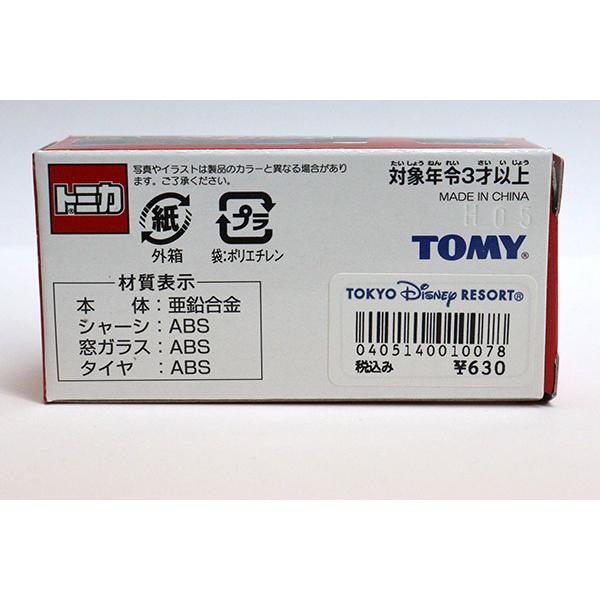 トミカ®
写真やイラストは製品のカラーと異なる場合があり
ます。ご了承ください。
紙
外箱
プラ
袋:ポリエチレン
材質表示
本 体:亜鉛合金
シャーシ:ABS
窓ガラス:ABS
タイヤ:ABS
たいしょう ねん れい さい い じょう
対象年令3才以上
MADE IN CHINA
H05
TOMY®
TOKYO Disney RESORT®
0405140010078
税込み ¥630